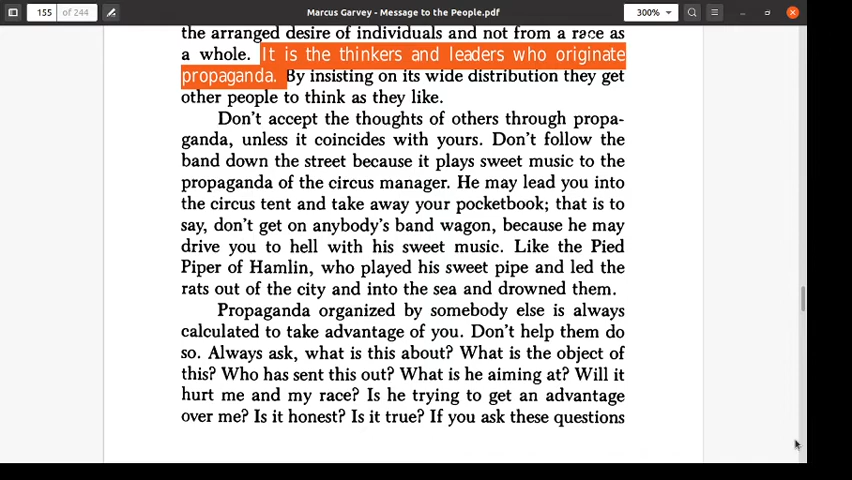 155 of 244
Marcus Garvey - Message to the People.pdf
300%
the arranged desire of individuals and not from a race as
a whole. It is the thinkers and leaders who originate
propaganda. By insisting on its wide distribution they get
other people to think as they like.
Don't accept the thoughts of others through propa-
ganda, unless it coincides with yours. Don't follow the
band down the street because it plays sweet music to the
propaganda of the circus manager. He may lead you into
the circus tent and take away your pocketbook; that is to
say, don't get on anybody's band wagon, because he may
drive you to hell with his sweet music. Like the Pied
Piper of Hamlin, who played his sweet pipe and led the
rats out of the city and into the sea and drowned them.
Propaganda organized by somebody else is always
calculated to take advantage of you. Don't help them do
so. Always ask, what is this about? What is the object of
this? Who has sent this out? What is he aiming at? Will it
hurt me and my race? Is he trying to get an advantage
over me? Is it honest? Is it true? If you ask these questions